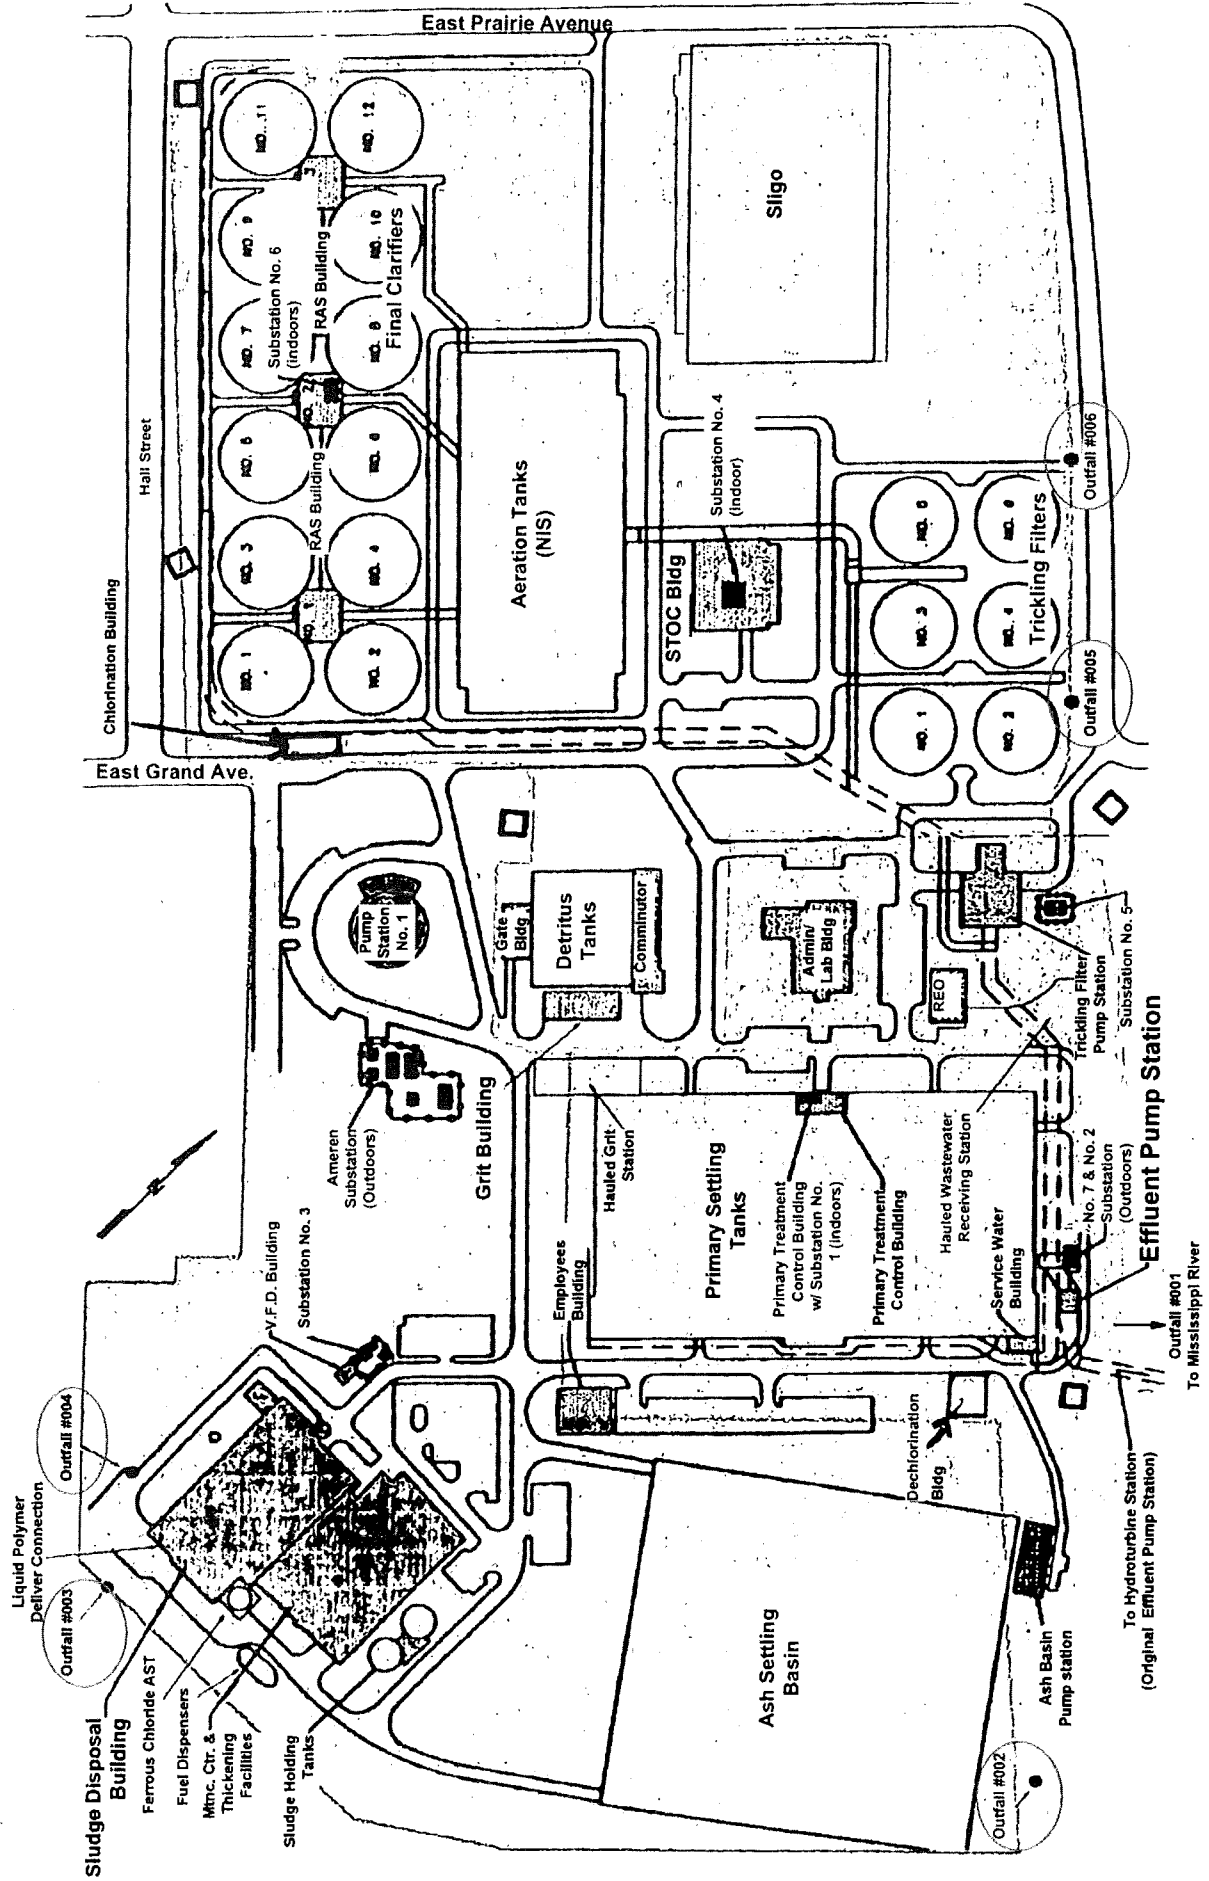 East Prairie Avenue
Hall Street
East Grand Ave.
Chlorination Building
NO. 11
NO. 12
3
NO. 9
NO. 10
RAS Building
Final Clarifiers
Substation No. 6
(indoors)
NO. 7
NO. 8
NO. 2
NO. 5
NO. 6
RAS Building
NO. 3
NO. 4
NO. 1
NO. 1
NO. 2
Sligo
Aeration Tanks
(NIS)
Substation No. 4
(Indoor)
STOC Bldg
NO. 5
NO. 6
NO. 3
NO. 4
NO. 1
NO. 2
Trickling Filters
Outfall #006
Outfall #005
Pump
Station
No. 1
Gate
Bldg
Detritus
Tanks
Comminutor
Admin/
Lab Bldg
REO
Trickling Filter
Pump Station
Substation No. 5
Ameren
Substation
(Outdoors)
Grit Building
Hauled Grit
Station
Primary Settling
Tanks
Primary Treatment
Control Building
w/ Substation No.
1 (indoors)
Primary Treatment
Control Building
Hauled Wastewater
Receiving Station
Service Water
Building
No. 7 & No. 2
Substation
(Outdoors)
Effluent Pump Station
Outfall #001
To Mississippi River
N
V.F.D. Building
Substation No. 3
Employees
Building
Dechlorination
Bldg
Outfall #004
Liquid Polymer
Deliver Connection
Outfall #003
Sludge Disposal
Building
Ferrous Chloride AST
Fuel Dispensers
Mtnc. Ctr. &
Thickening
Facilities
Sludge Holding
Tanks
Ash Settling
Basin
Ash Basin
Pump station
To Hydroturbine Station
(Original Effluent Pump Station)
Outfall #002